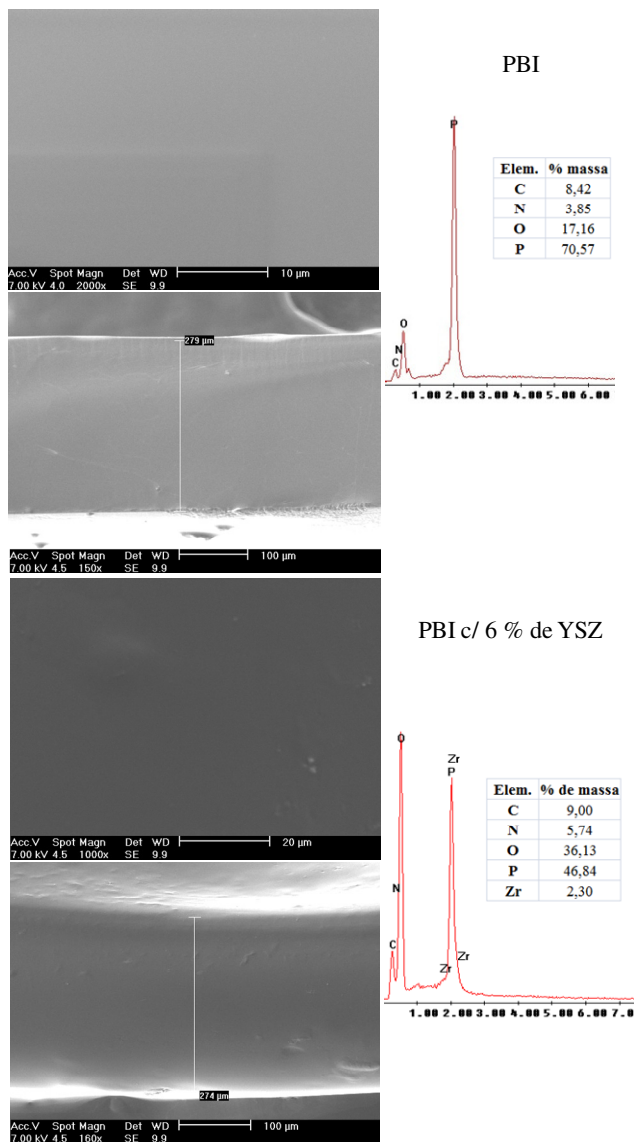 PBI
P
O
N
C
1.00 2.00 3.00 4.00 5.00 6.00
Elem. % massa
C 8,42
N 3,85
O 17,16
P 70,57
Acc.V Spot Magn Det WD 10 µm
7.00 kV 4.0 2000x SE 9.9
279 µm
Acc.V Spot Magn Det WD 100 µm
7.00 kV 4.5 150x SE 9.9
PBI c/ 6 % de YSZ
O
Zr
P
N
C
Zr
Zr
1.00 2.00 3.00 4.00 5.00 6.00 7.0
Elem. % de massa
C 9,00
N 5,74
O 36,13
P 46,84
Zr 2,30
Acc.V Spot Magn Det WD 20 µm
7.00 kV 4.5 1000x SE 9.9
274 µm
Acc.V Spot Magn Det WD 100 µm
7.00 kV 4.5 160x SE 9.9